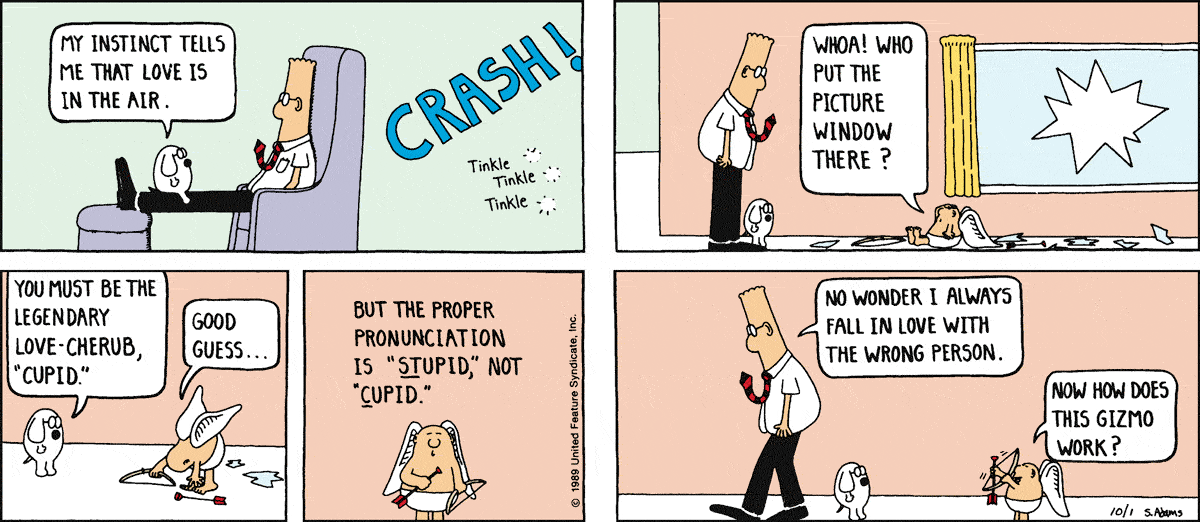 MY INSTINCT TELLS
ME THAT LOVE IS
IN THE AIR.
CRASH!
Tinkle
Tinkle
Tinkle
WHOA! WHO
PUT THE
PICTURE
WINDOW
THERE?
YOU MUST BE THE
LEGENDARY
LOVE-CHERUB,
"CUPID."
GOOD
GUESS...
BUT THE PROPER
PRONUNCIATION
IS "STUPID," NOT
"CUPID."
© 1989 United Feature Syndicate, Inc.
NO WONDER I ALWAYS
FALL IN LOVE WITH
THE WRONG PERSON.
NOW HOW DOES
THIS GIZMO
WORK?
10/1 S.Adams